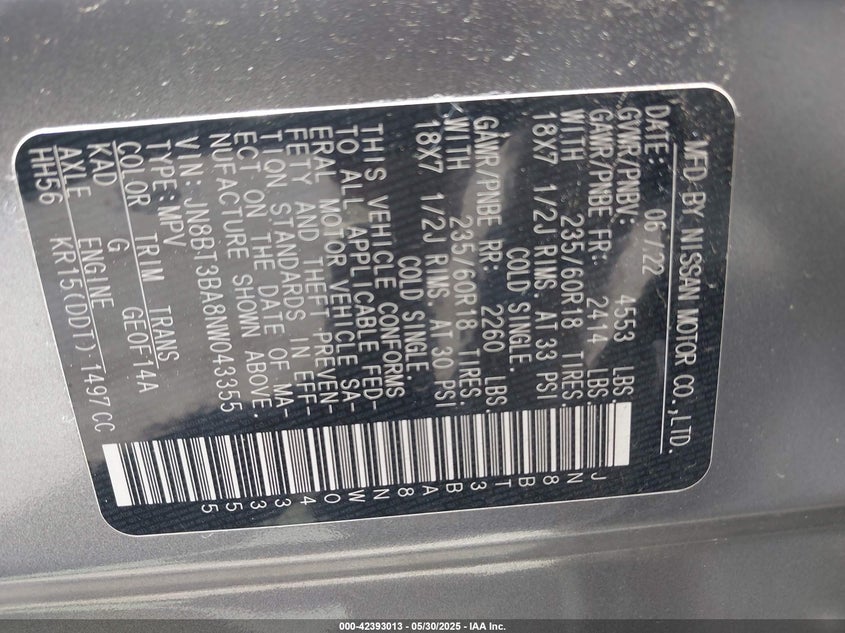 MFD BY NISSAN MOTOR CO.,LTD.
DATE: 06/22
GVWR/PNBV: 4553 LBS
GAWR/PNBE FR: 2414 LBS
WITH 235/60R18 TIRES.
18X7 1/2J RIMS. AT 33 PSI
COLD SINGLE.
GAWR/PNBE RR: 2260 LBS.
WITH 235/60R18 TIRES.
18X7 1/2J RIMS AT 30 PSI
COLD SINGLE.
THIS VEHICLE CONFORMS
TO ALL APPLICABLE FED-
ERAL MOTOR VEHICLE SA-
FETY AND THEFT PREVEN-
TION STANDARDS IN EFF-
ECT ON THE DATE OF MA-
NUFACTURE SHOWN ABOVE.
VIN: JN8BT3BA8NW043355
TYPE:MPV
COLOR TRIM TRANS
KAD G GE0F14A
AXLE ENGINE
HH56 KR15(DDT) 1497CC
JN8BT3BA8NW043355
000-42393013 - 05/30/2025 - IAA Inc.